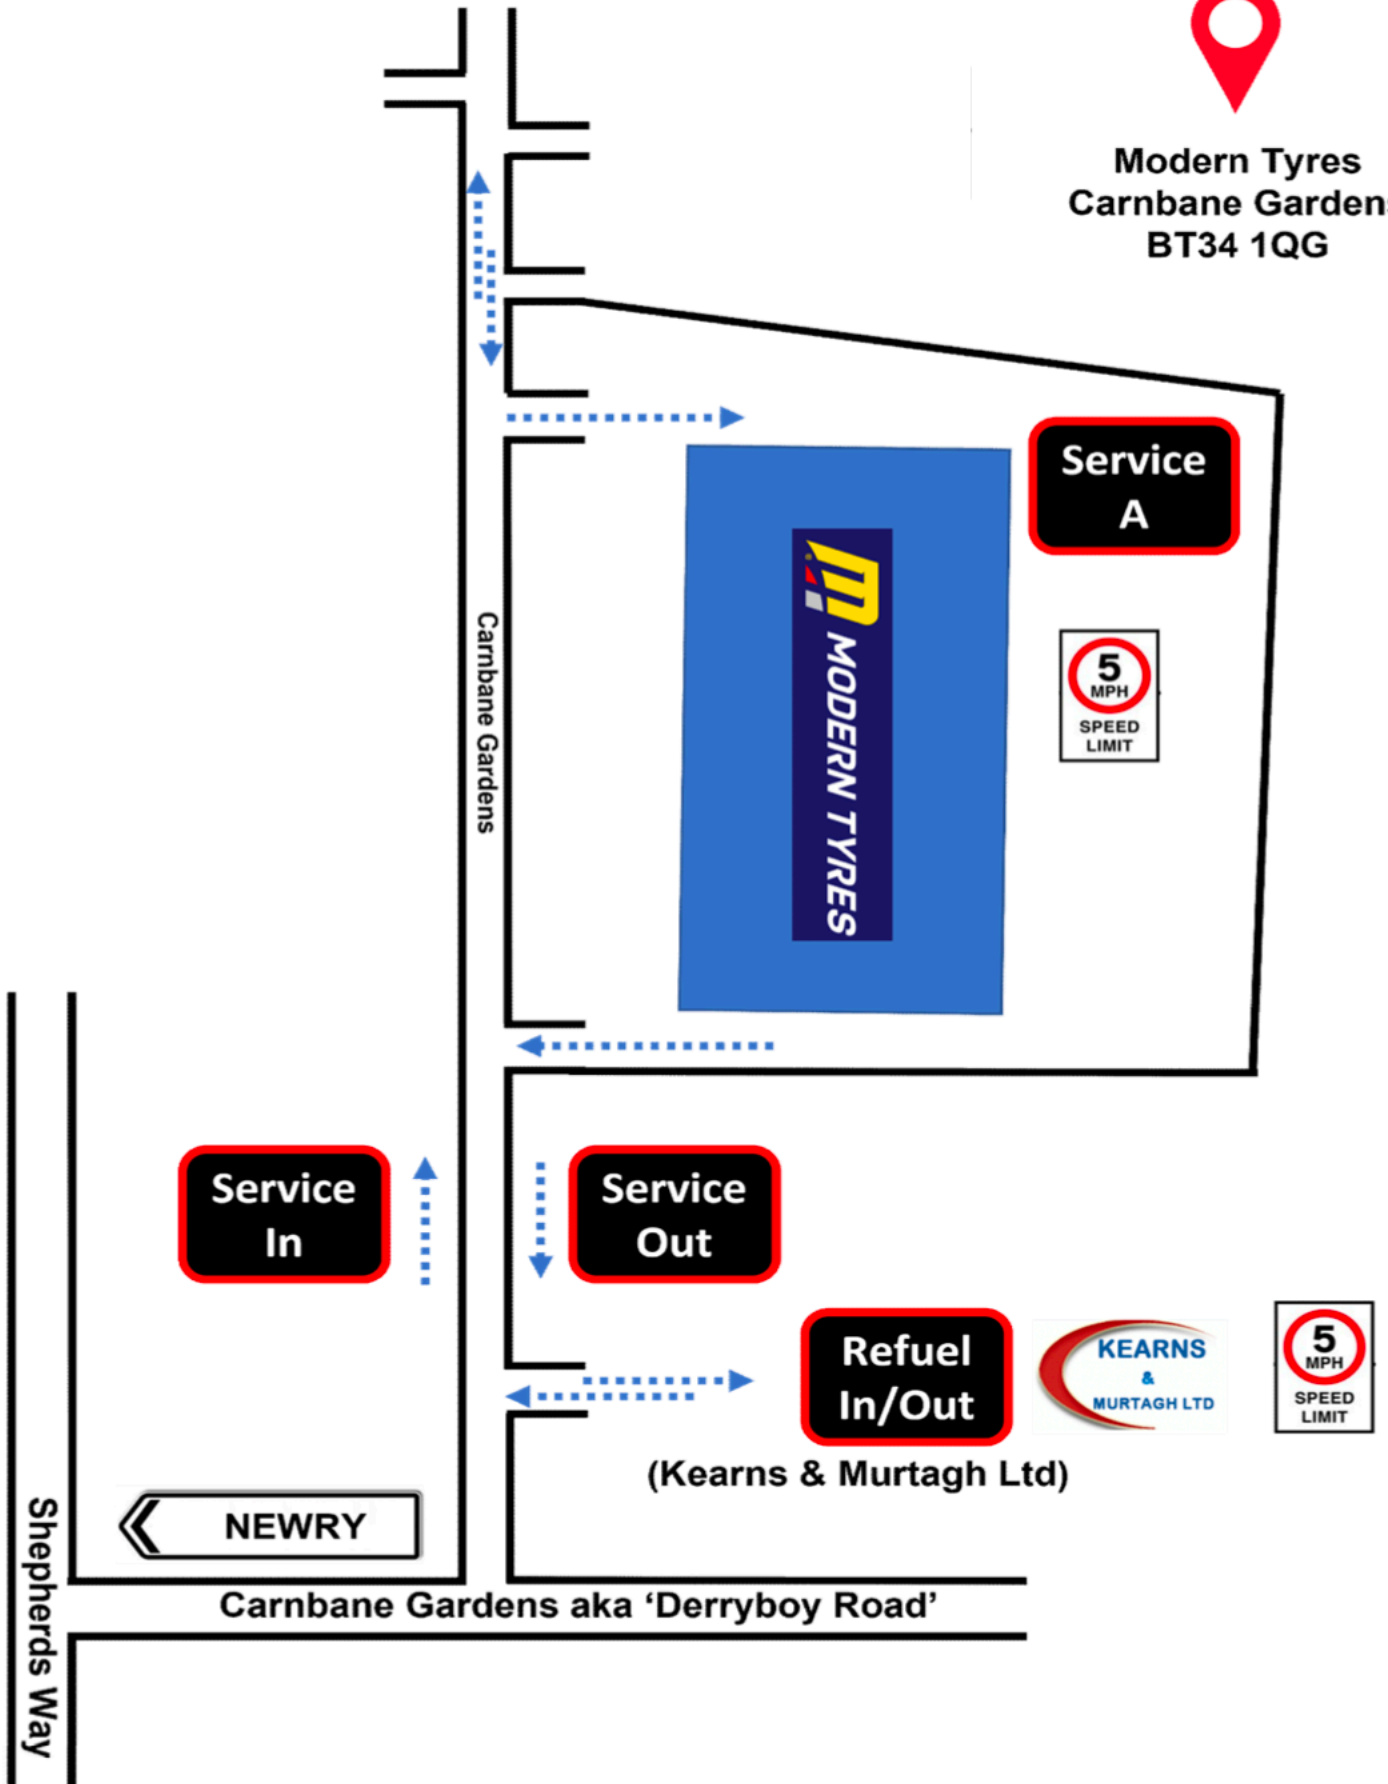 Modern Tyres
Carnbane Gardens
BT34 1QG
Service
A
MODERN TYRES
5
MPH
SPEED
LIMIT
Carnbane Gardens
Service
In
Service
Out
Refuel
In/Out
KEARNS
&
MURTAGH LTD
5
MPH
SPEED
LIMIT
(Kearns & Murtagh Ltd)
NEWRY
Shepherds Way
Carnbane Gardens aka ‘Derryboy Road’